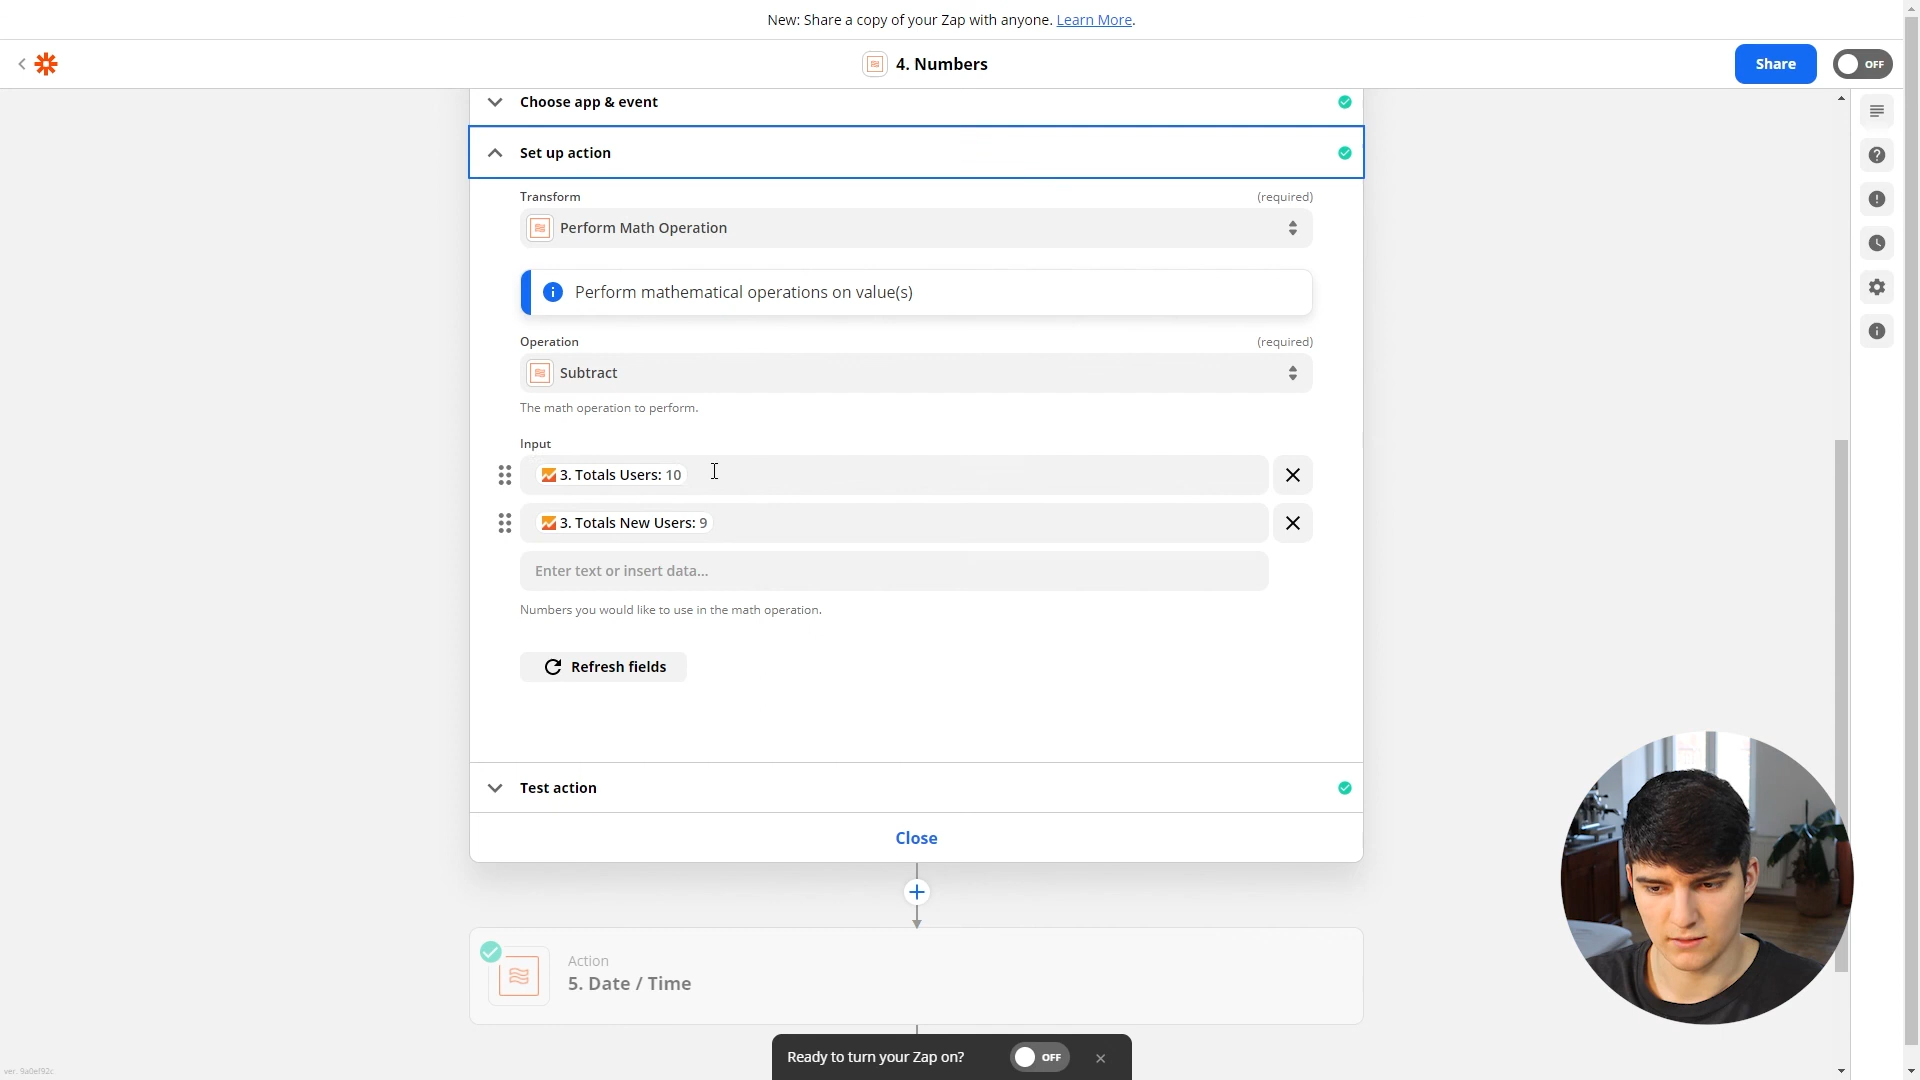 New: Share a copy of your Zap with anyone. Learn More.
4. Numbers
Share
OFF
Choose app & event
Set up action
Transform
(required)
Perform Math Operation
Perform mathematical operations on value(s)
Operation
(required)
Subtract
The math operation to perform.
Input
3. Totals Users: 10
3. Totals New Users: 9
Enter text or insert data...
Numbers you would like to use in the math operation.
Refresh fields
Test action
Close
Action
5. Date / Time
Ready to turn your Zap on?
OFF
ver. 9a0ef92c